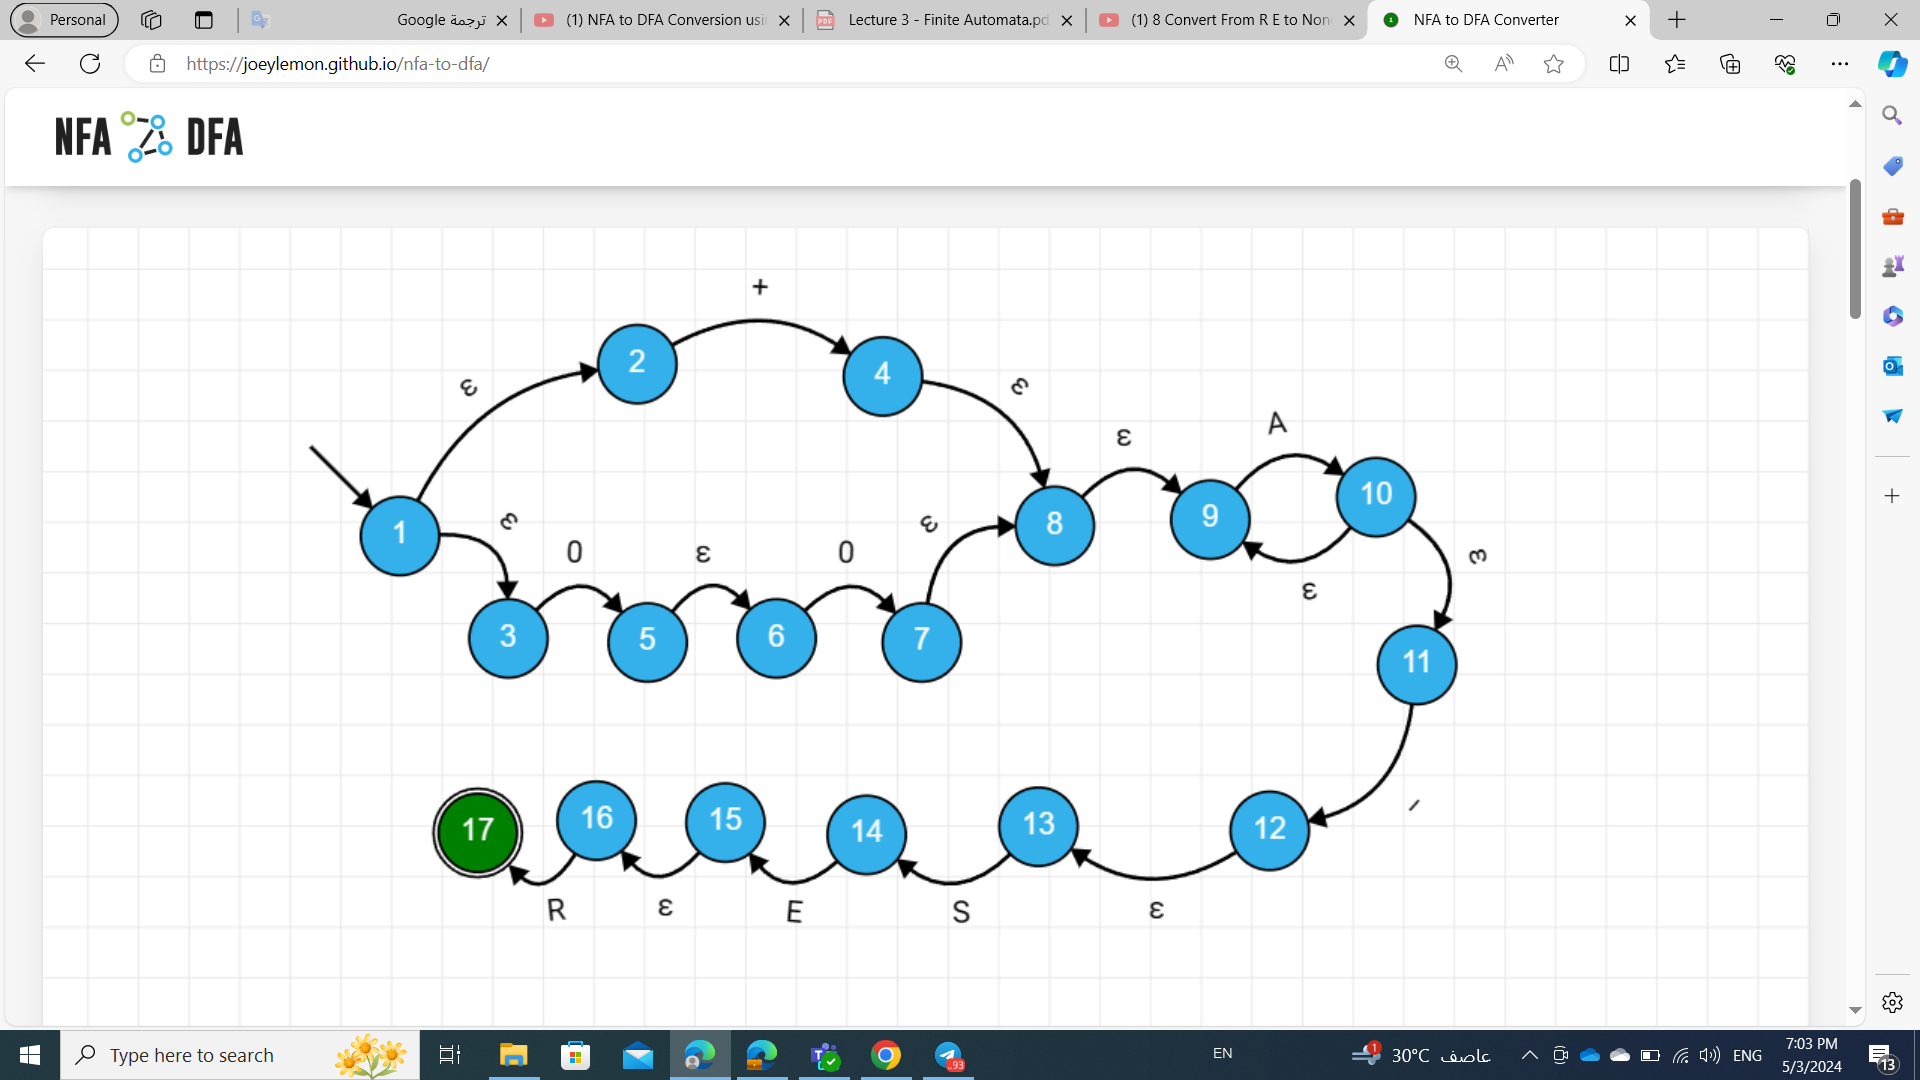 Personal
ترجمة Google
(1) NFA to DFA Conversion usi
Lecture 3 - Finite Automata.pd
(1) 8 Convert From R E to Non
NFA to DFA Converter
https://joeylemon.github.io/nfa-to-dfa/
NFA DFA
+
2
4
ε
ε
ε
A
1
ε
0
ε
0
ε
8
9
10
ε
ε
3
5
6
7
11
-
17
16
15
14
13
12
R
ε
E
S
ε
Type here to search
93
EN
1
30°C عاصف
ENG
7:03 PM
5/3/2024
13